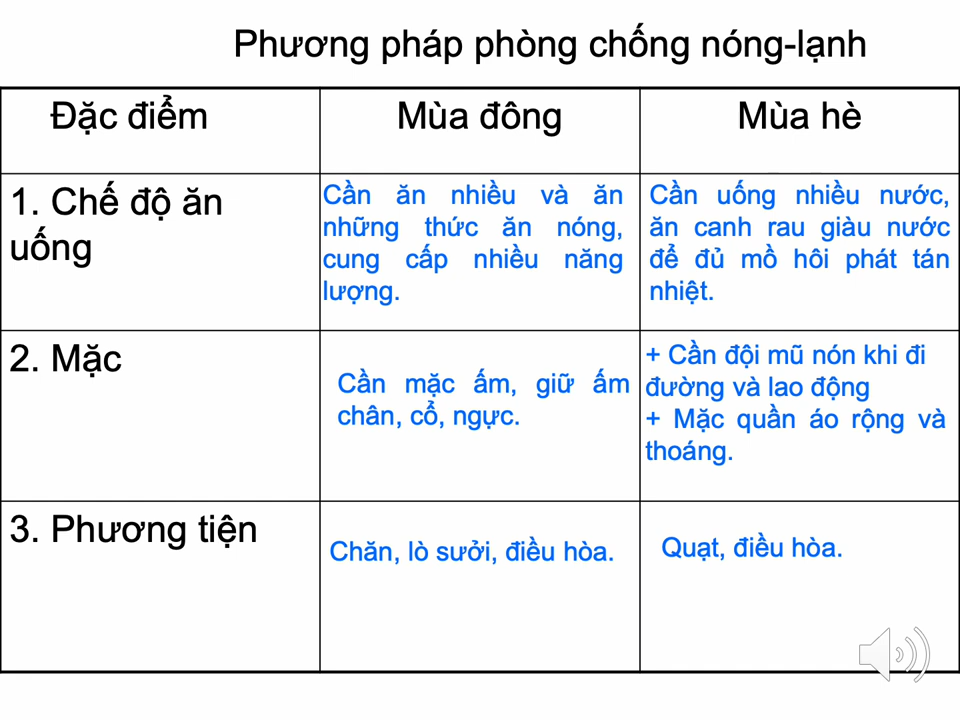 Phương pháp phòng chống nóng-lạnh
Đặc điểm
Mùa đông
Mùa hè
1. Chế độ ăn
uống
Cần ăn nhiều và ăn
những thức ăn nóng,
cung cấp nhiều năng
lượng.
Cần uống nhiều nước,
ăn canh rau giàu nước
để đủ mồ hôi phát tán
nhiệt.
2. Mặc
Cần mặc ấm, giữ ấm
chân, cổ, ngực.
+ Cần đội mũ nón khi đi
đường và lao động
+ Mặc quần áo rộng và
thoáng.
3. Phương tiện
Chăn, lò sưởi, điều hòa.
Quạt, điều hòa.